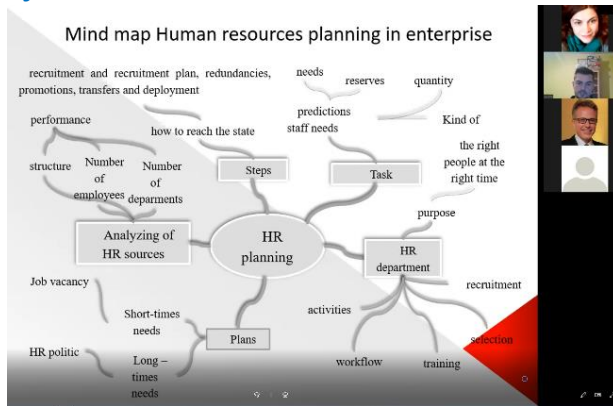 Mind map Human resources planning in enterprise
recruitment and recruitment plan, redundancies,
promotions, transfers and deployment
needs
reserves
quantity
performance
how to reach the state
predictions
staff needs
Kind of
structure
Number
of
employees
Number
of
deparments
Steps
Task
the right
people at the
right time
purpose
Analyzing of
HR sources
HR
planning
HR
department
Job vacancy
Short-times
needs
Plans
activities
recruitment
HR politic
Long –
times
needs
workflow
training
selection